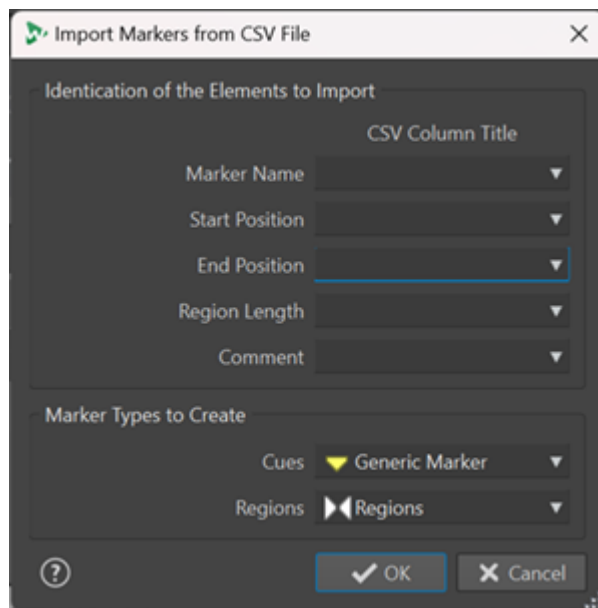 Import Markers from CSV File
Identication of the Elements to Import
CSV Column Title
Marker Name
Start Position
End Position
Region Length
Comment
Marker Types to Create
Cues Generic Marker
Regions Regions
? OK Cancel